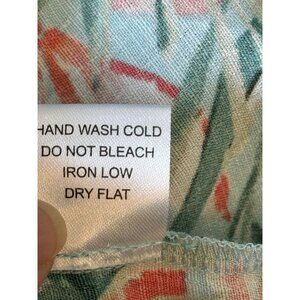 HAND WASH COLD
DO NOT BLEACH
IRON LOW
DRY FLAT